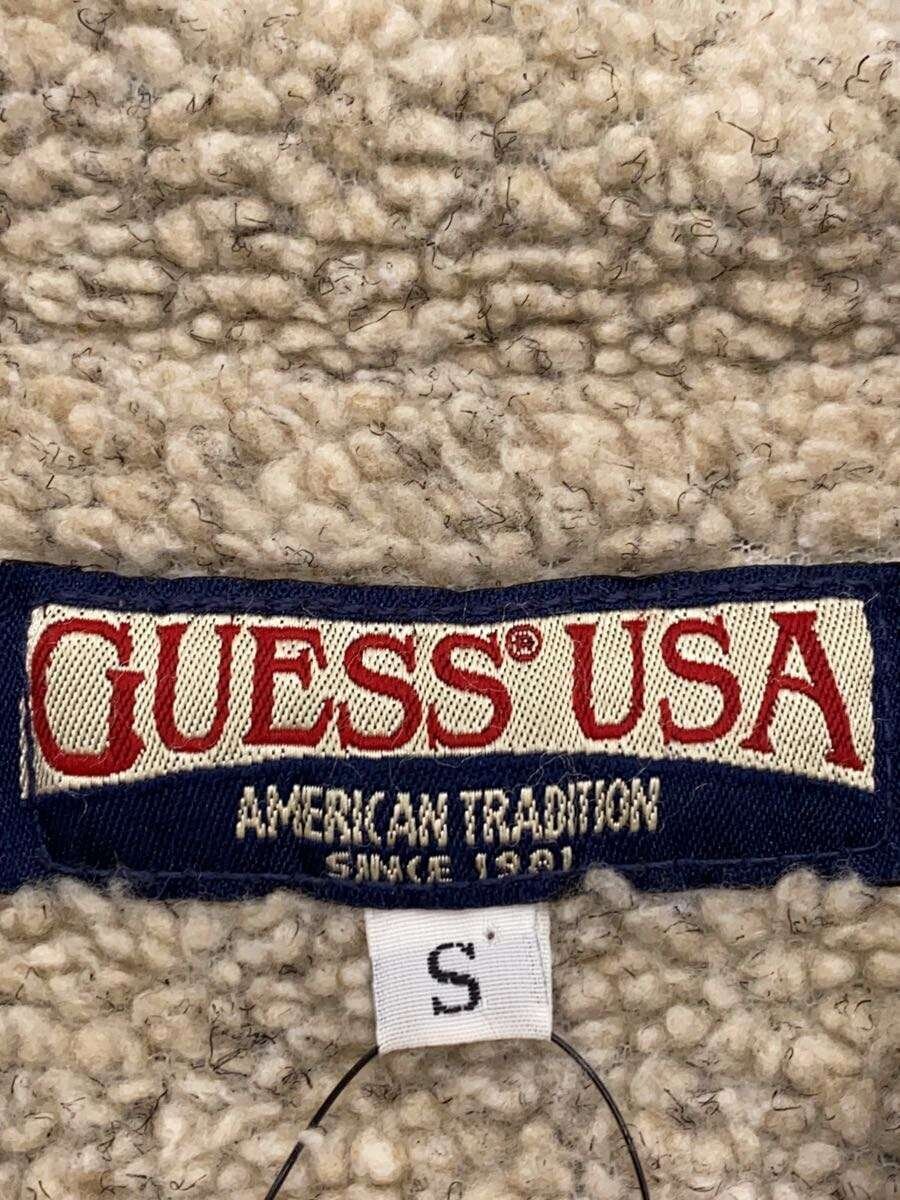 GUESS® USA
AMERICAN TRADITION
SINCE 1981
S